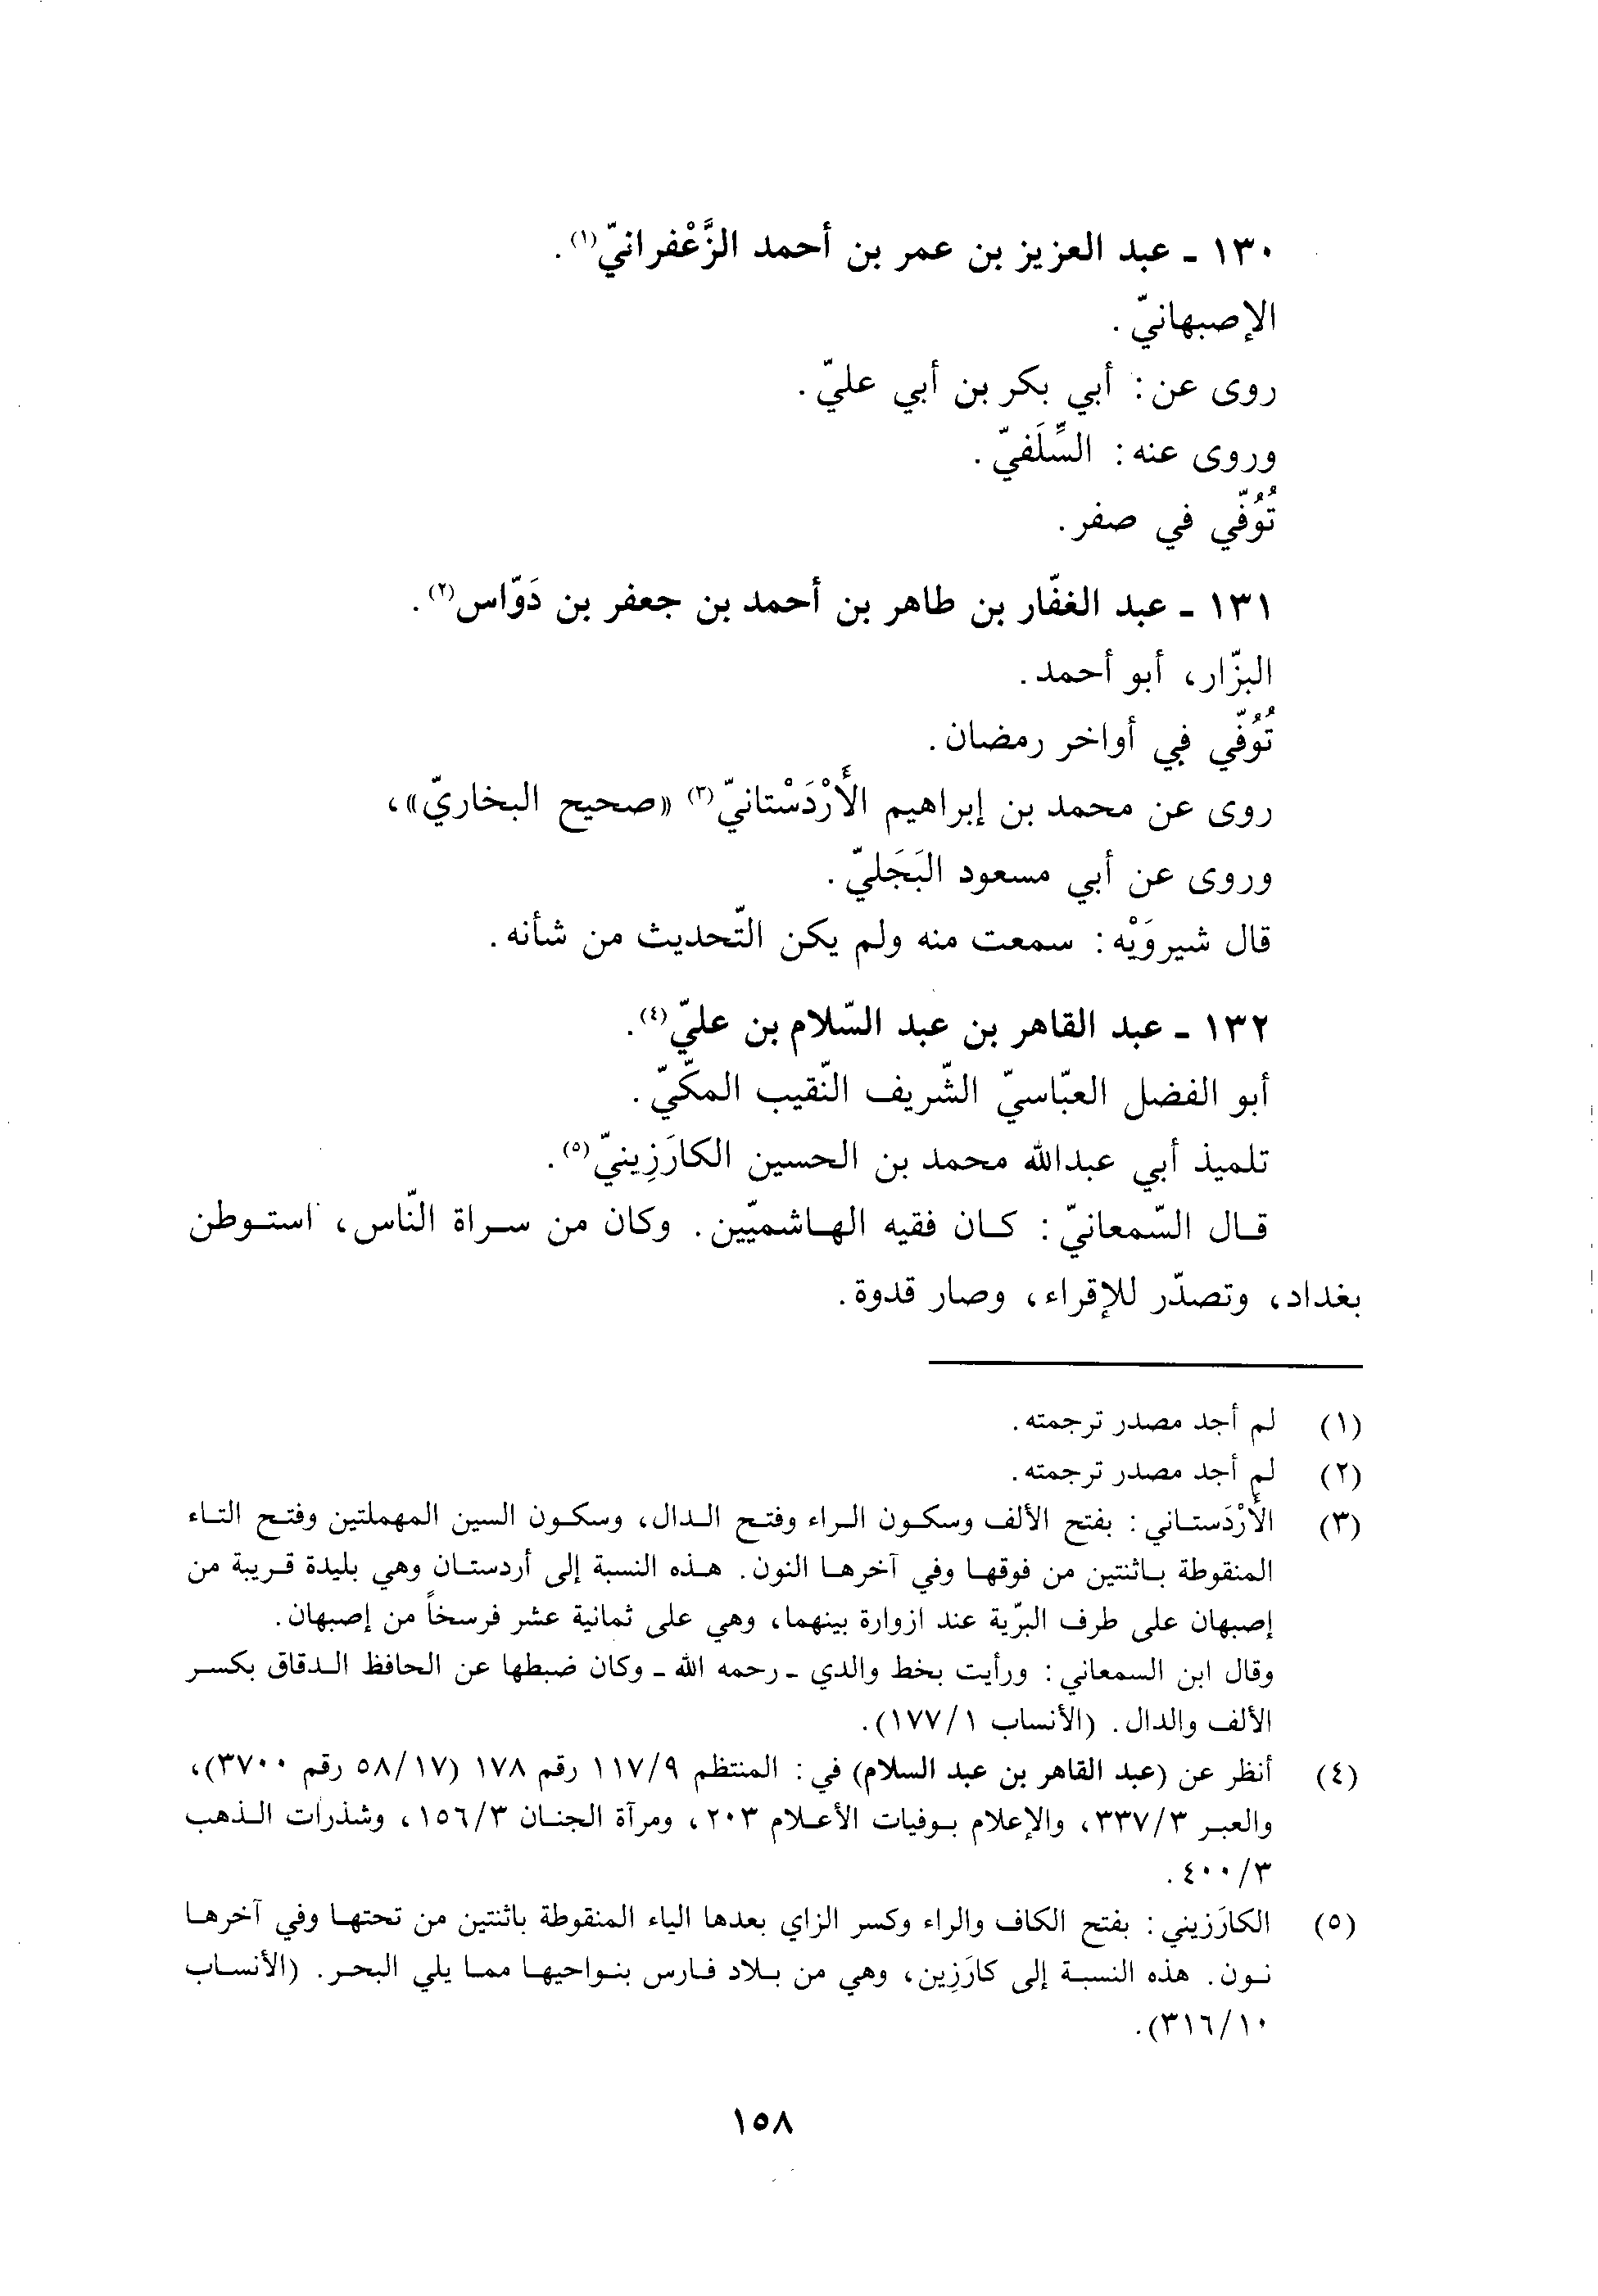 ١٣٠ ـ عبد العزيز بن عمر بن أحمد الزَّعْفرانيّ(١).
الإصبهانيّ.
روى عن: أبي بكر بن أبي عليّ.
وروى عنه: السِّلَفيّ.
تُوُفّي في صفر.
١٣١ ـ عبد الغفّار بن طاهر بن أحمد بن جعفر بن دَوّاس(٢).
البزّار، أبو أحمد.
تُوُفّي في أواخر رمضان.
روى عن محمد بن إبراهيم الأَرْدَسْتانيّ(٣) «صحيح البخاريّ»،
وروى عن أبي مسعود البَجَليّ.
قال شيروَيْه: سمعت منه ولم يكن التّحديث من شأنه.
١٣٢ ـ عبد القاهر بن عبد السّلام بن عليّ(٤).
أبو الفضل العبّاسيّ الشّريف النّقيب المكّيّ.
تلميذ أبي عبدالله محمد بن الحسين الكارَزِينيّ(٥).
قال السّمعانيّ: كان فقيه الهاشميّين. وكان من سراة النّاس، استوطن
بغداد، وتصدّر للإقراء، وصار قدوة.
(١) لم أجد مصدر ترجمته.
(٢) لم أجد مصدر ترجمته.
(٣) الأَرْدَستاني: بفتح الألف وسكون الراء وفتح الدال، وسكون السين المهملتين وفتح التاء
المنقوطة باثنتين من فوقها وفي آخرها النون. هذه النسبة إلى أردستان وهي بليدة قريبة من
إصبهان على طرف البرّية عند ازوارة بينهما، وهي على ثمانية عشر فرسخاً من إصبهان.
وقال ابن السمعاني: ورأيت بخط والدي ـ رحمه الله ـ وكان ضبطها عن الحافظ الدقاق بكسر
الألف والدال. (الأنساب ١/١٧٧).
(٤) أنظر عن (عبد القاهر بن عبد السلام) في: المنتظم ٩/١١٧ رقم ١٧٨ (١٧/٥٨ رقم ٣٧٠٠)،
والعبر ٣/٣٣٧، والإعلام بوفيات الأعلام ٢٠٣، ومرآة الجنان ٣/١٥٦، وشذرات الذهب
٣/٤٠٠.
(٥) الكارَزيني: بفتح الكاف والراء وكسر الزاي بعدها الياء المنقوطة باثنتين من تحتها وفي آخرها
نون. هذه النسبة إلى كارَزِين، وهي من بلاد فارس بنواحيها مما يلي البحر. (الأنساب
١٠/٣١٦).
١٥٨